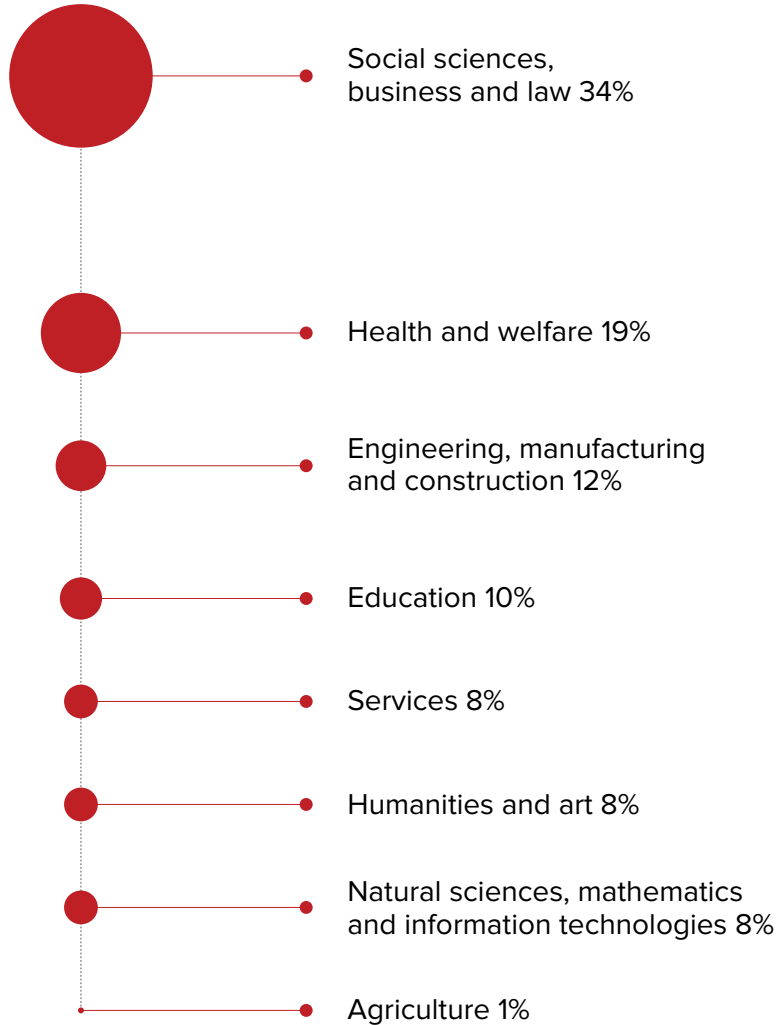 Social sciences,
business and law 34%
Health and welfare 19%
Engineering, manufacturing
and construction 12%
Education 10%
Services 8%
Humanities and art 8%
Natural sciences, mathematics
and information technologies 8%
Agriculture 1%